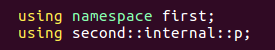 using namespace first;
using second::internal::p;